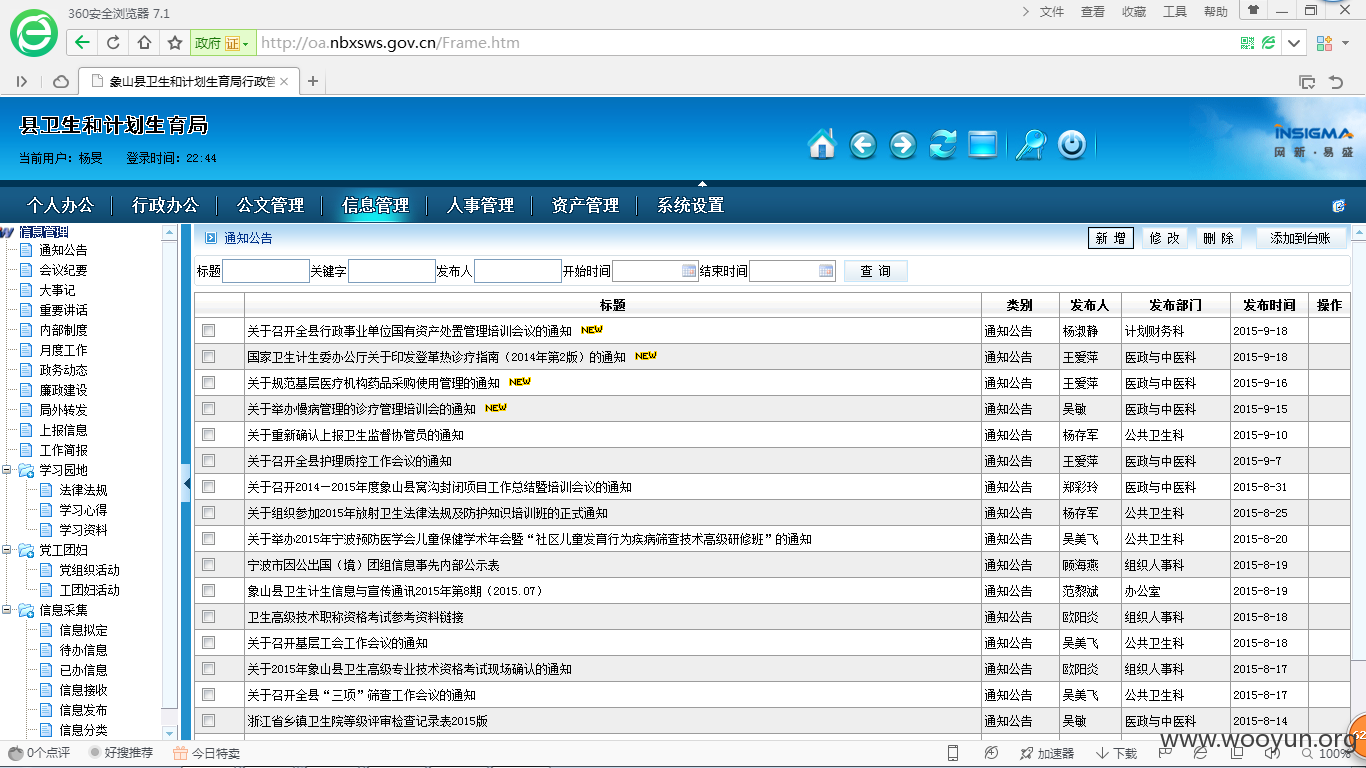 360安全浏览器 7.1
文件 查看 收藏 工具 帮助
政府 证 http://oa.nbxsws.gov.cn/Frame.htm
象山县卫生和计划生育局行政管
县卫生和计划生育局
当前用户：杨旻 登录时间：22:44
INSIGMA
网新·易盛
个人办公 行政办公 公文管理 信息管理 人事管理 资产管理 系统设置
信息管理
通知公告
会议纪要
大事记
重要讲话
内部制度
月度工作
政务动态
廉政建设
局外转发
上报信息
工作简报
学习园地
法律法规
学习心得
学习资料
党工团妇
党组织活动
工团妇活动
信息采集
信息拟定
待办信息
已办信息
信息接收
信息发布
信息分类
通知公告
新 增 修 改 删 除 添加到台账
标题 关键字 发布人 开始时间 结束时间 查 询
标题 类别 发布人 发布部门 发布时间 操作
关于召开全县行政事业单位国有资产处置管理培训会议的通知 NEW 通知公告 杨淑静 计划财务科 2015-9-18
国家卫生计生委办公厅关于印发登革热诊疗指南（2014年第2版）的通知 NEW 通知公告 王爱萍 医政与中医科 2015-9-18
关于规范基层医疗机构药品采购使用管理的通知 NEW 通知公告 王爱萍 医政与中医科 2015-9-16
关于举办慢病管理的诊疗管理培训会的通知 NEW 通知公告 吴敏 医政与中医科 2015-9-15
关于重新确认上报卫生监督协管员的通知 通知公告 杨存军 公共卫生科 2015-9-10
关于召开全县护理质控工作会议的通知 通知公告 王爱萍 医政与中医科 2015-9-7
关于召开2014—2015年度象山县窝沟封闭项目工作总结暨培训会议的通知 通知公告 郑彩玲 医政与中医科 2015-8-31
关于组织参加2015年放射卫生法律法规及防护知识培训班的正式通知 通知公告 杨存军 公共卫生科 2015-8-25
关于举办2015年宁波预防医学会儿童保健学术年会暨“社区儿童发育行为疾病筛查技术高级研修班”的通知 通知公告 吴美飞 公共卫生科 2015-8-20
宁波市因公出国（境）团组信息事先内部公示表 通知公告 顾海燕 组织人事科 2015-8-19
象山县卫生计生信息与宣传通讯2015年第8期（2015.07） 通知公告 范黎斌 办公室 2015-8-19
卫生高级技术职称资格考试参考资料链接 通知公告 欧阳炎 组织人事科 2015-8-18
关于召开基层工会工作会议的通知 通知公告 吴美飞 公共卫生科 2015-8-18
关于2015年象山县卫生高级专业技术资格考试现场确认的通知 通知公告 欧阳炎 组织人事科 2015-8-17
关于召开全县“三项”筛查工作会议的通知 通知公告 吴美飞 公共卫生科 2015-8-17
浙江省乡镇卫生院等级评审检查记录表2015版 通知公告 吴敏 医政与中医科 2015-8-14
62
www.wooyun.org
0个点评 好搜推荐 今日特卖 加速器 下载 100%